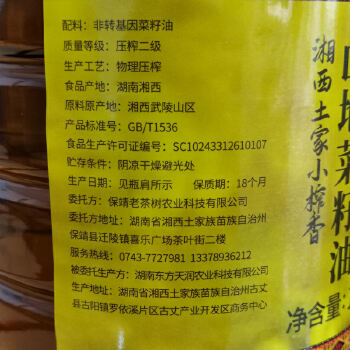 配料：非转基因菜籽油
质量等级：压榨二级
生产工艺：物理压榨
食品产地：湖南湘西
原料原产地：湘西武陵山区
产品标准号：GB/T1536
食品生产许可证编号：SC10243312610107
贮存条件：阴凉干燥避光处
生产日期：见瓶肩所示 保质期：18个月
委托方：保靖老茶树农业科技有限公司
委托方地址：湖南省湘西土家族苗族自治州
保靖县迁陵镇喜乐广场茶叶街二楼
服务热线：0743-7727981 13378936212
被委托生产方：湖南东方天润农业科技有限公司
生产地址：湖南省湘西土家族苗族自治州古丈
县古阳镇罗依溪片区古丈产业开发区商务中心
湘西土家小榨香
菜籽油
净含量: